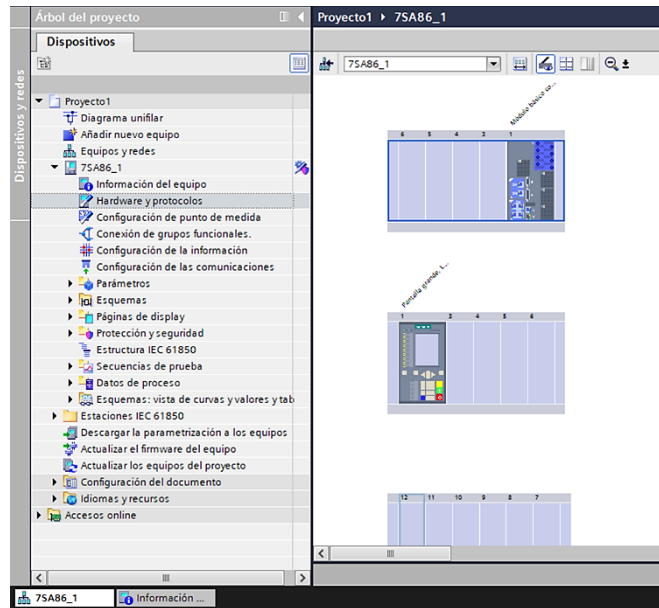 Árbol del proyecto
Dispositivos
Dispositivos y redes
Proyecto1
Diagrama unifilar
Añadir nuevo equipo
Equipos y redes
7SA86_1
Información del equipo
Hardware y protocolos
Configuración de punto de medida
Conexión de grupos funcionales.
Configuración de la información
Configuración de las comunicaciones
Parámetros
Esquemas
Páginas de display
Protección y seguridad
Estructura IEC 61850
Secuencias de prueba
Datos de proceso
Esquemas: vista de curvas y valores y tab
Estaciones IEC 61850
Descargar la parametrización a los equipos
Actualizar el firmware del equipo
Actualizar los equipos del proyecto
Configuración del documento
Idiomas y recursos
Accesos online
Proyecto1 ▸ 7SA86_1
7SA86_1
Módulo básico co...
6 5 4 3 1
Pantalla grande, L...
1 3 4 5 6
12 11 10 9 8 7
7SA86_1
Información ...